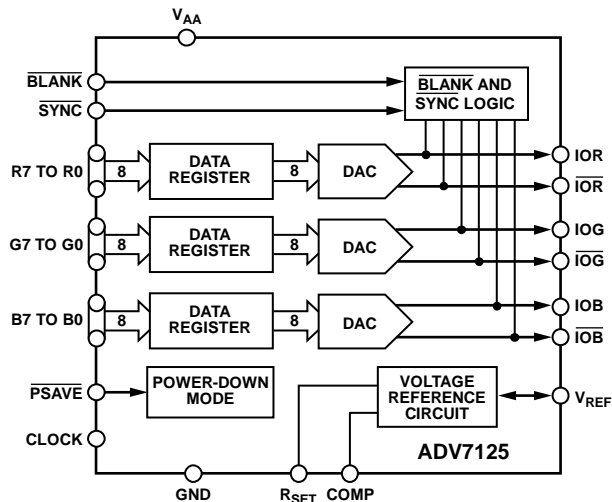 VAA
BLANK
SYNC
BLANK AND
SYNC LOGIC
R7 TO R0
8
DATA
REGISTER
8
DAC
IOR
IOR
G7 TO G0
8
DATA
REGISTER
8
DAC
IOG
IOG
B7 TO B0
8
DATA
REGISTER
8
DAC
IOB
IOB
PSAVE
POWER-DOWN
MODE
VOLTAGE
REFERENCE
CIRCUIT
VREF
CLOCK
ADV7125
GND
RSET
COMP